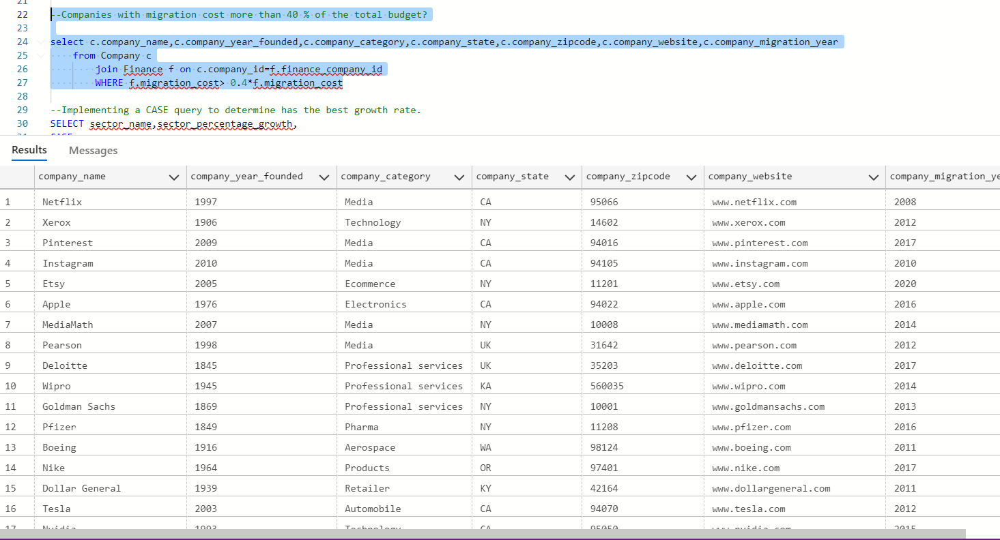 21
22 --Companies with migration cost more than 40 % of the total budget?
23
24 select c.company_name,c.company_year_founded,c.company_category,c.company_state,c.company_zipcode,c.company_website,c.company_migration_year
25 from Company c
26 join Finance f on c.company_id=f.finance_company_id
27 WHERE f.migration_cost> 0.4*f.migration_cost
28
29 --Implementing a CASE query to determine has the best growth rate.
30 SELECT sector_name,sector_percentage_growth,
31 CASE
Results Messages
company_name company_year_founded company_category company_state company_zipcode company_website company_migration_ye
1 Netflix 1997 Media CA 95066 www.netflix.com 2008
2 Xerox 1906 Technology NY 14602 www.xerox.com 2012
3 Pinterest 2009 Media CA 94016 www.pinterest.com 2017
4 Instagram 2010 Media CA 94105 www.instagram.com 2010
5 Etsy 2005 Ecommerce NY 11201 www.etsy.com 2020
6 Apple 1976 Electronics CA 94022 www.apple.com 2016
7 MediaMath 2007 Media NY 10008 www.mediamath.com 2014
8 Pearson 1998 Media UK 31642 www.pearson.com 2012
9 Deloitte 1845 Professional services UK 35203 www.deloitte.com 2017
10 Wipro 1945 Professional services KA 560035 www.wipro.com 2014
11 Goldman Sachs 1869 Professional services NY 10001 www.goldmansachs.com 2013
12 Pfizer 1849 Pharma NY 11208 www.pfizer.com 2016
13 Boeing 1916 Aerospace WA 98124 www.boeing.com 2011
14 Nike 1964 Products OR 97401 www.nike.com 2017
15 Dollar General 1939 Retailer KY 42164 www.dollargeneral.com 2011
16 Tesla 2003 Automobile CA 94070 www.tesla.com 2012
17 Nvidia 1993 Technology CA 95050 www.nvidia.com 2015